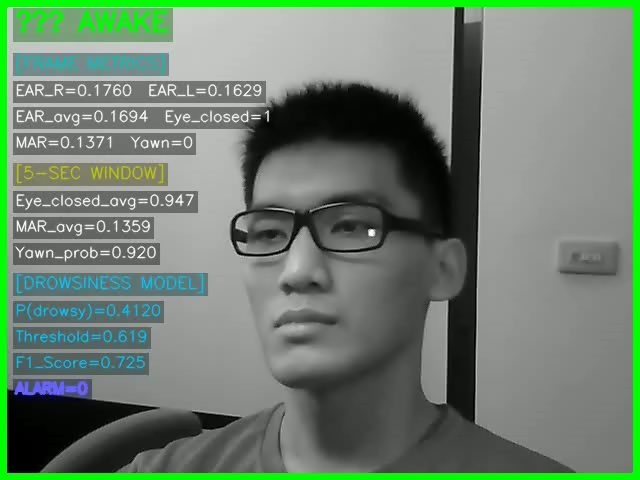 ??? AWAKE
[FRAME METRICS]
EAR_R=0.1760 EAR_L=0.1629
EAR_avg=0.1694 Eye_closed=1
MAR=0.1371 Yawn=0
[5-SEC WINDOW]
Eye_closed_avg=0.947
MAR_avg=0.1359
Yawn_prob=0.920
[DROWSINESS MODEL]
P(drowsy)=0.4120
Threshold=0.619
F1_Score=0.725
ALARM=0